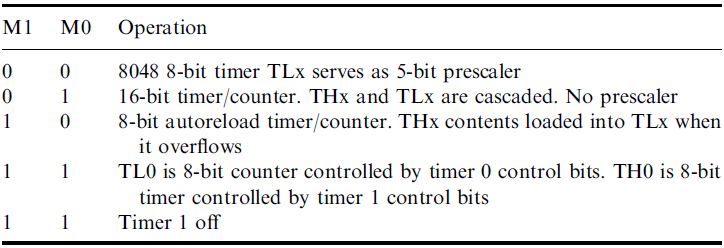 M1 M0 Operation
0 0 8048 8-bit timer TLx serves as 5-bit prescaler
0 1 16-bit timer/counter. THx and TLx are cascaded. No prescaler
1 0 8-bit autoreload timer/counter. THx contents loaded into TLx when
it overflows
1 1 TL0 is 8-bit counter controlled by timer 0 control bits. TH0 is 8-bit
timer controlled by timer 1 control bits
1 1 Timer 1 off